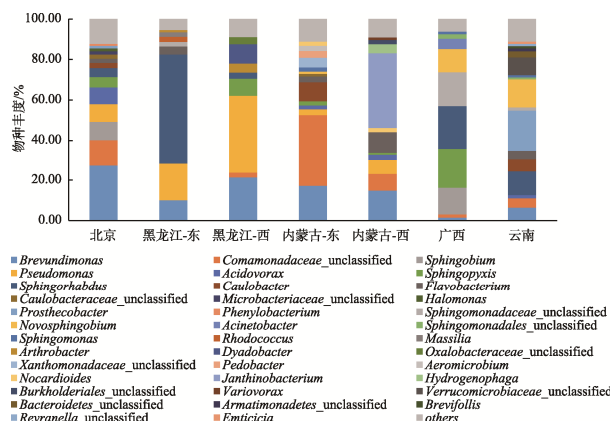 100.00
80.00
60.00
40.00
20.00
0.00
物种丰度/%
北京 黑龙江-东 黑龙江-西 内蒙古-东 内蒙古-西 广西 云南
Brevundimonas Comamonadaceae_unclassified Sphingobium
Pseudomonas Acidovorax Sphingopyxis
Sphingorhabdus Caulobacter Flavobacterium
Caulobacteraceae_unclassified Microbacteriaceae_unclassified Halomonas
Prosthecobacter Phenylobacterium Sphingomonadaceae_unclassified
Novosphingobium Acinetobacter Sphingomonadales_unclassified
Sphingomonas Rhodococcus Massilia
Arthrobacter Dyadobacter Oxalobacteraceae_unclassified
Xanthomonadaceae_unclassified Pedobacter Aeromicrobium
Nocardioides Janthinobacterium Hydrogenophaga
Burkholderiales_unclassified Variovorax Verrucomicrobiaceae_unclassified
Bacteroidetes_unclassified Armatimonadetes_unclassified Brevifollis
Reyranella_unclassified Emticicia others